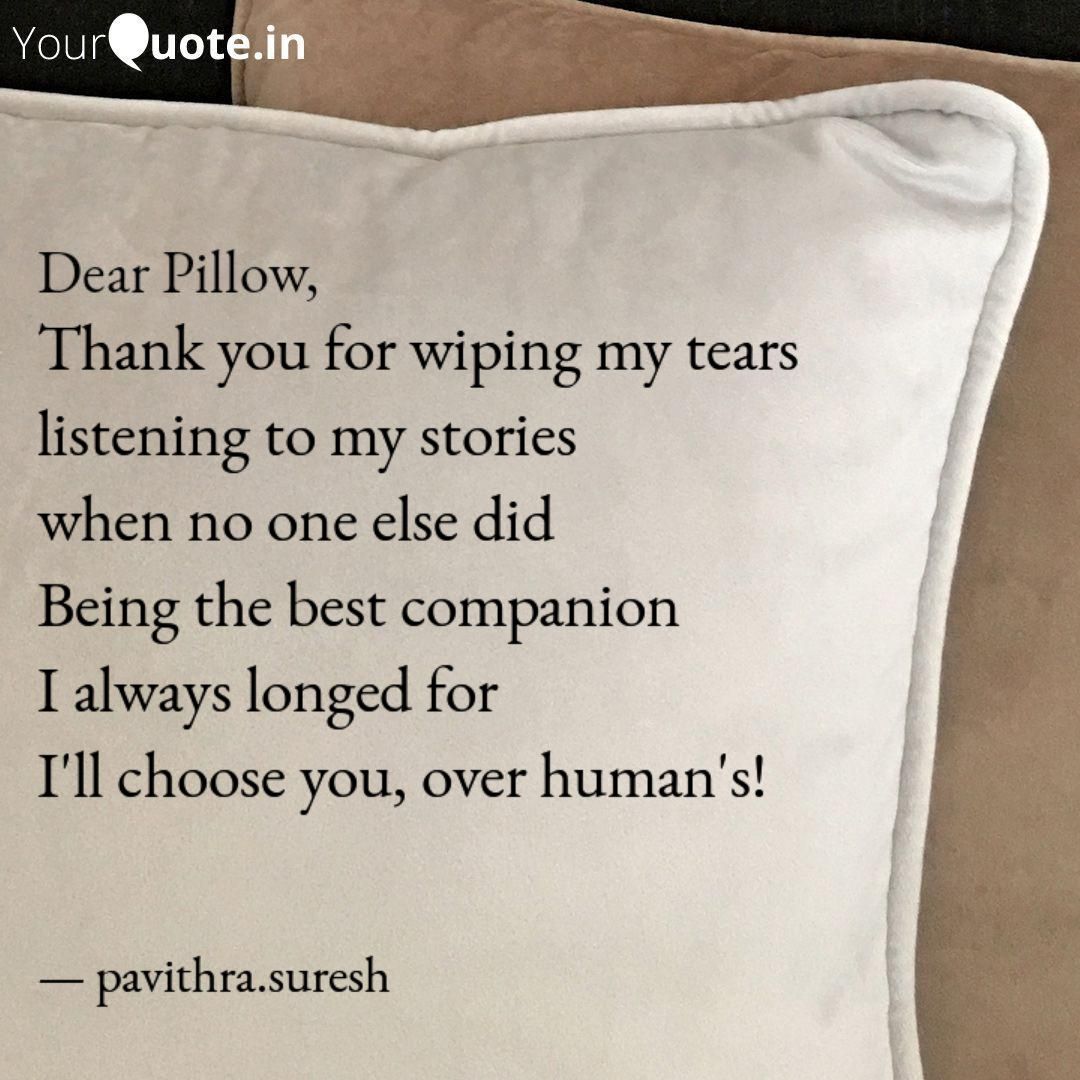 YourQuote.in
Dear Pillow,
Thank you for wiping my tears
listening to my stories
when no one else did
Being the best companion
I always longed for
I'll choose you, over human's!
— pavithra.suresh